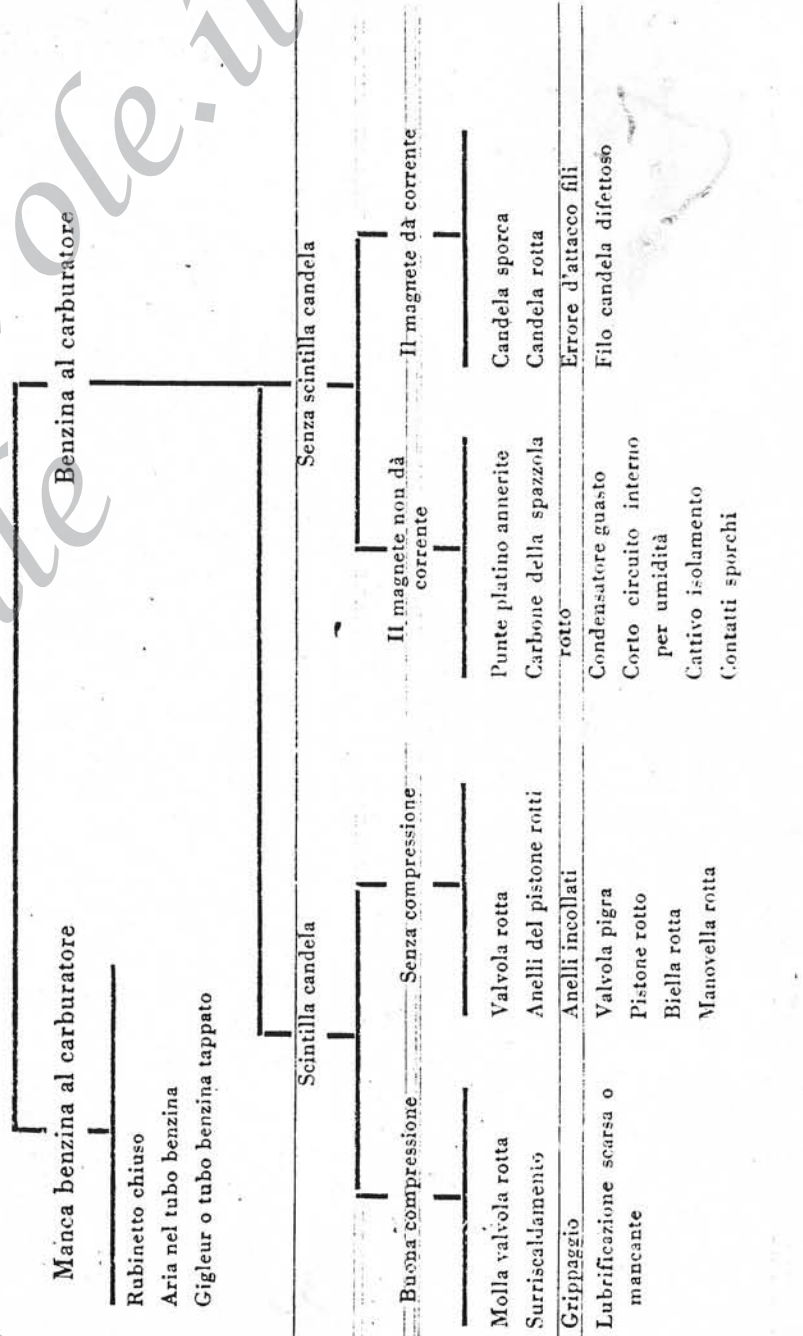 Manca benzina al carburatore
Rubinetto chiuso
Aria nel tubo benzina
Gigleur o tubo benzina tappato
Benzina al carburatore
Scintilla candela
Buona compressione
Molla valvola rotta
Surriscaldamento
Grippaggio
Lubrificazione scarsa o
mancante
Senza compressione
Valvola rotta
Anelli del pistone rotti
Anelli incollati
Valvola pigra
Pistone rotto
Biella rotta
Manovella rotta
Senza scintilla candela
Il magnete non dà
corrente
Punte platino annerite
Carbone della spazzola
rotto
Condensatore guasto
Corto circuito interno
per umidità
Cattivo isolamento
Contatti sporchi
Il magnete dà corrente
Candela sporca
Candela rotta
Errore d'attacco fili
Filo candela difettoso
ole.it